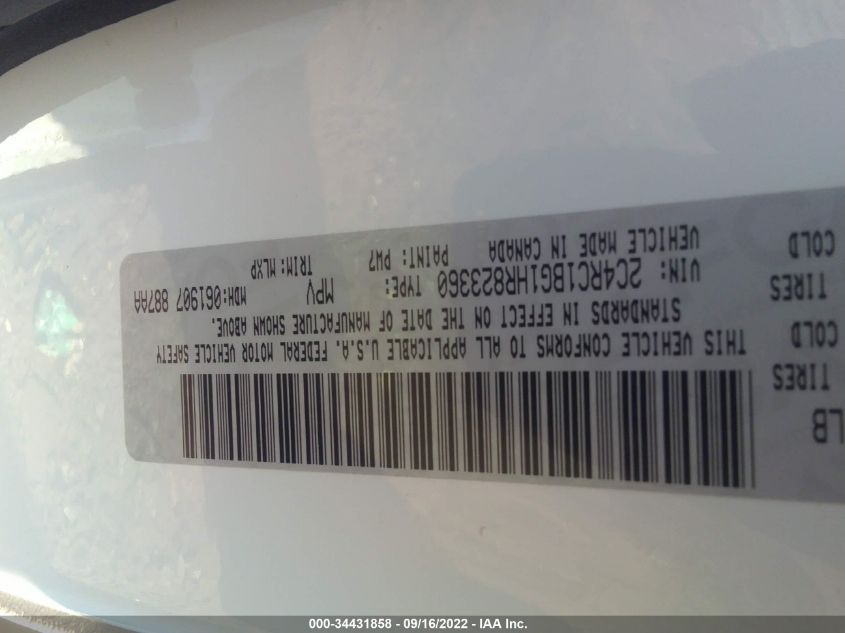 LB
TIRES
COLD
TIRES
COLD
THIS VEHICLE CONFORMS TO ALL APPLICABLE U.S.A. FEDERAL MOTOR VEHICLE SAFETY
STANDARDS IN EFFECT ON THE DATE OF MANUFACTURE SHOWN ABOVE.
VIN: 2C4RC1BG1HR823360 TYPE: MPV MDH:061907 887AA
VEHICLE MADE IN CANADA PAINT: PW7 TRIM: MLXP
000-34431858 - 09/16/2022 - IAA Inc.